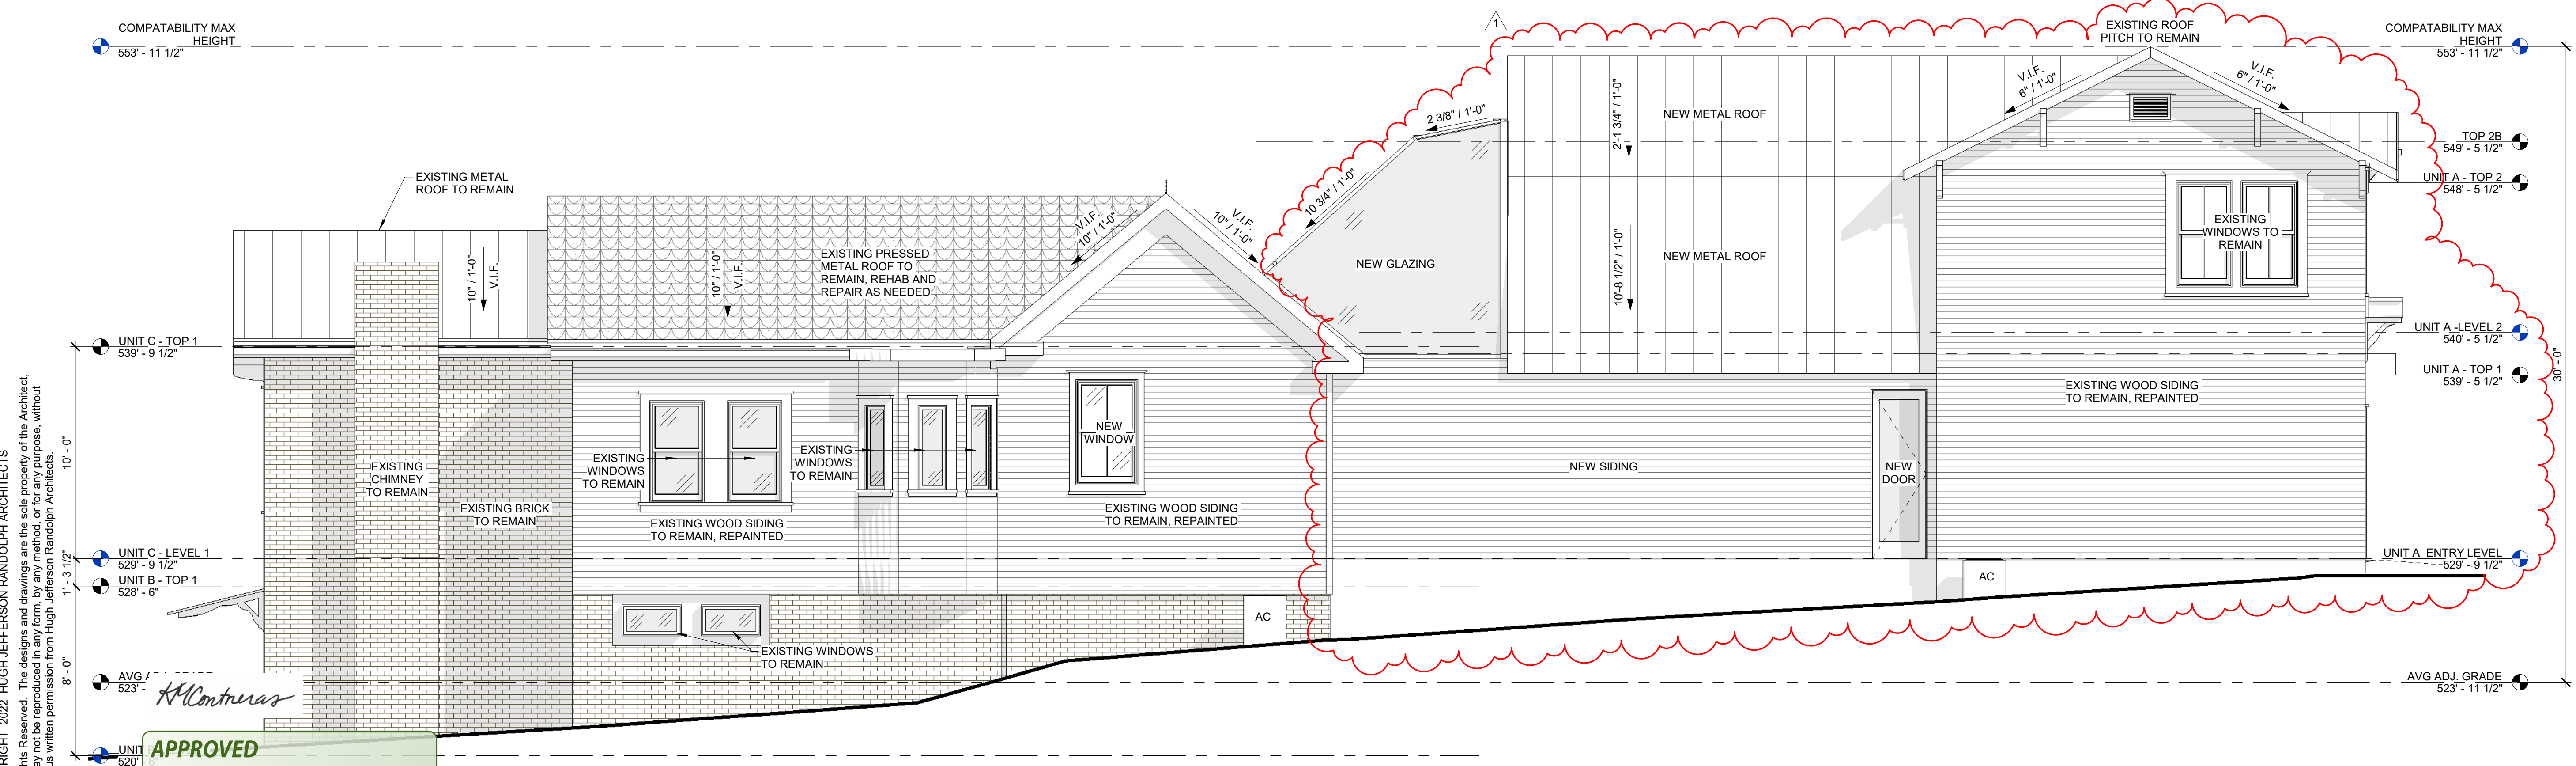 COMPATABILITY MAX
HEIGHT
553' - 11 1/2"
1
EXISTING ROOF
PITCH TO REMAIN
COMPATABILITY MAX
HEIGHT
553' - 11 1/2"
V.I.F.
6" / 1'-0"
V.I.F.
6" / 1'-0"
2 3/8" / 1'-0"
2'- 1 3/4" / 1'-0"
NEW METAL ROOF
TOP 2B
549' - 5 1/2"
EXISTING METAL
ROOF TO REMAIN
UNIT A - TOP 2
548' - 5 1/2"
10 3/4" / 1'-0"
V.I.F.
10" / 1'-0"
V.I.F.
10" / 1'-0"
EXISTING
WINDOWS TO
REMAIN
10" / 1'-0"
V.I.F.
10" / 1'-0"
V.I.F.
EXISTING PRESSED
METAL ROOF TO
REMAIN, REHAB AND
REPAIR AS NEEDED
NEW GLAZING
10'-8 1/2" / 1'-0"
NEW METAL ROOF
UNIT C - TOP 1
539' - 9 1/2"
UNIT A -LEVEL 2
540' - 5 1/2"
UNIT A - TOP 1
539' - 5 1/2"
30' - 0"
EXISTING WOOD SIDING
TO REMAIN, REPAINTED
NEW
WINDOW
EXISTING
WINDOWS
TO REMAIN
EXISTING
WINDOWS
TO REMAIN
EXISTING
CHIMNEY
TO REMAIN
NEW SIDING
NEW
DOOR
EXISTING BRICK
TO REMAIN
EXISTING WOOD SIDING
TO REMAIN, REPAINTED
EXISTING WOOD SIDING
TO REMAIN, REPAINTED
10' - 0"
1' - 3 1/2"
8' - 0"
UNIT C - LEVEL 1
529' - 9 1/2"
UNIT B - TOP 1
528' - 6"
UNIT A ENTRY LEVEL
529' - 9 1/2"
AC
AC
EXISTING WINDOWS
TO REMAIN
AVG
523' -
KMContreras
AVG ADJ. GRADE
523' - 11 1/2"
UNIT
520' -
APPROVED
RIGHT 2022 HUGH JEFFERSON RANDOLPH ARCHITECTS
hts Reserved. The designs and drawings are the sole property of the Architect,
ay not be reproduced in any form, by any method, or for any purpose, without
us written permission from Hugh Jefferson Randolph Architects.